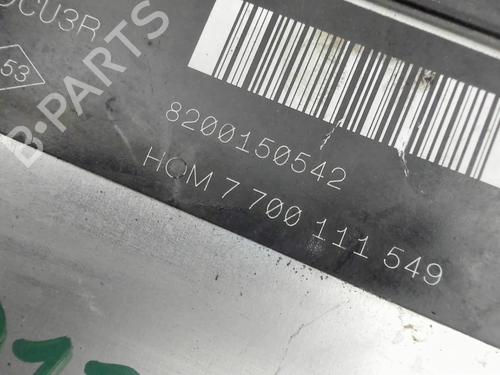 DCU3R
53
8200150542
HOM 7 700 111 549
B-PARTS